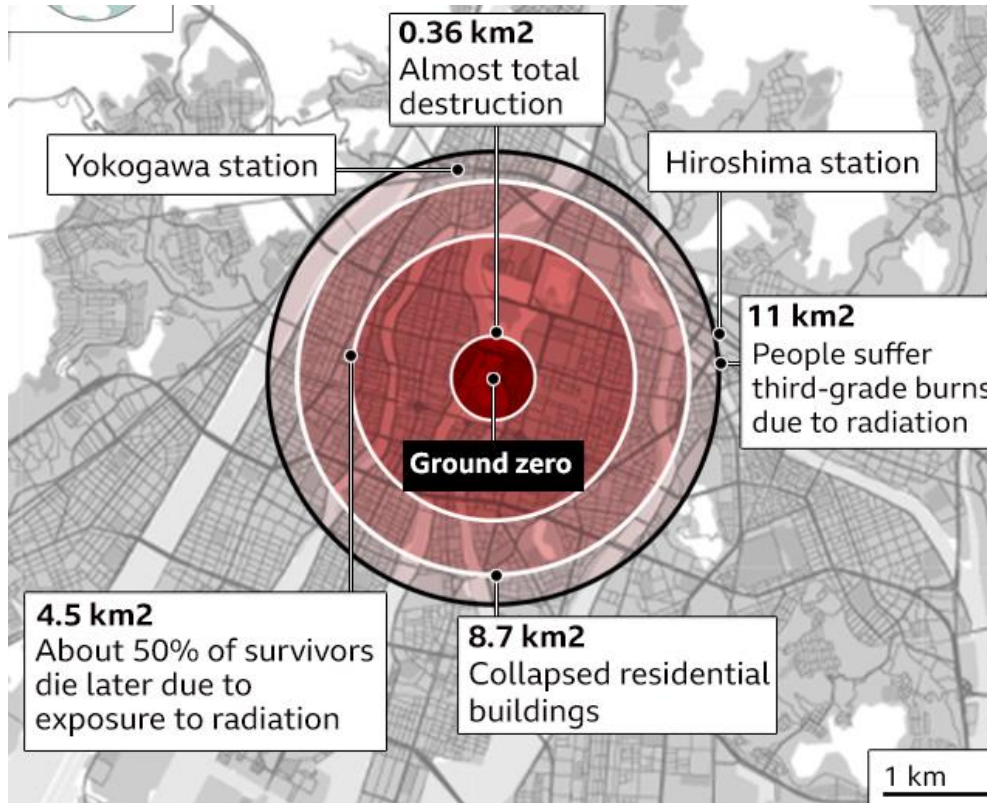 0.36 km2
Almost total
destruction
Yokogawa station
Hiroshima station
11 km2
People suffer
third-grade burns
due to radiation
Ground zero
4.5 km2
About 50% of survivors
die later due to
exposure to radiation
8.7 km2
Collapsed residential
buildings
1 km